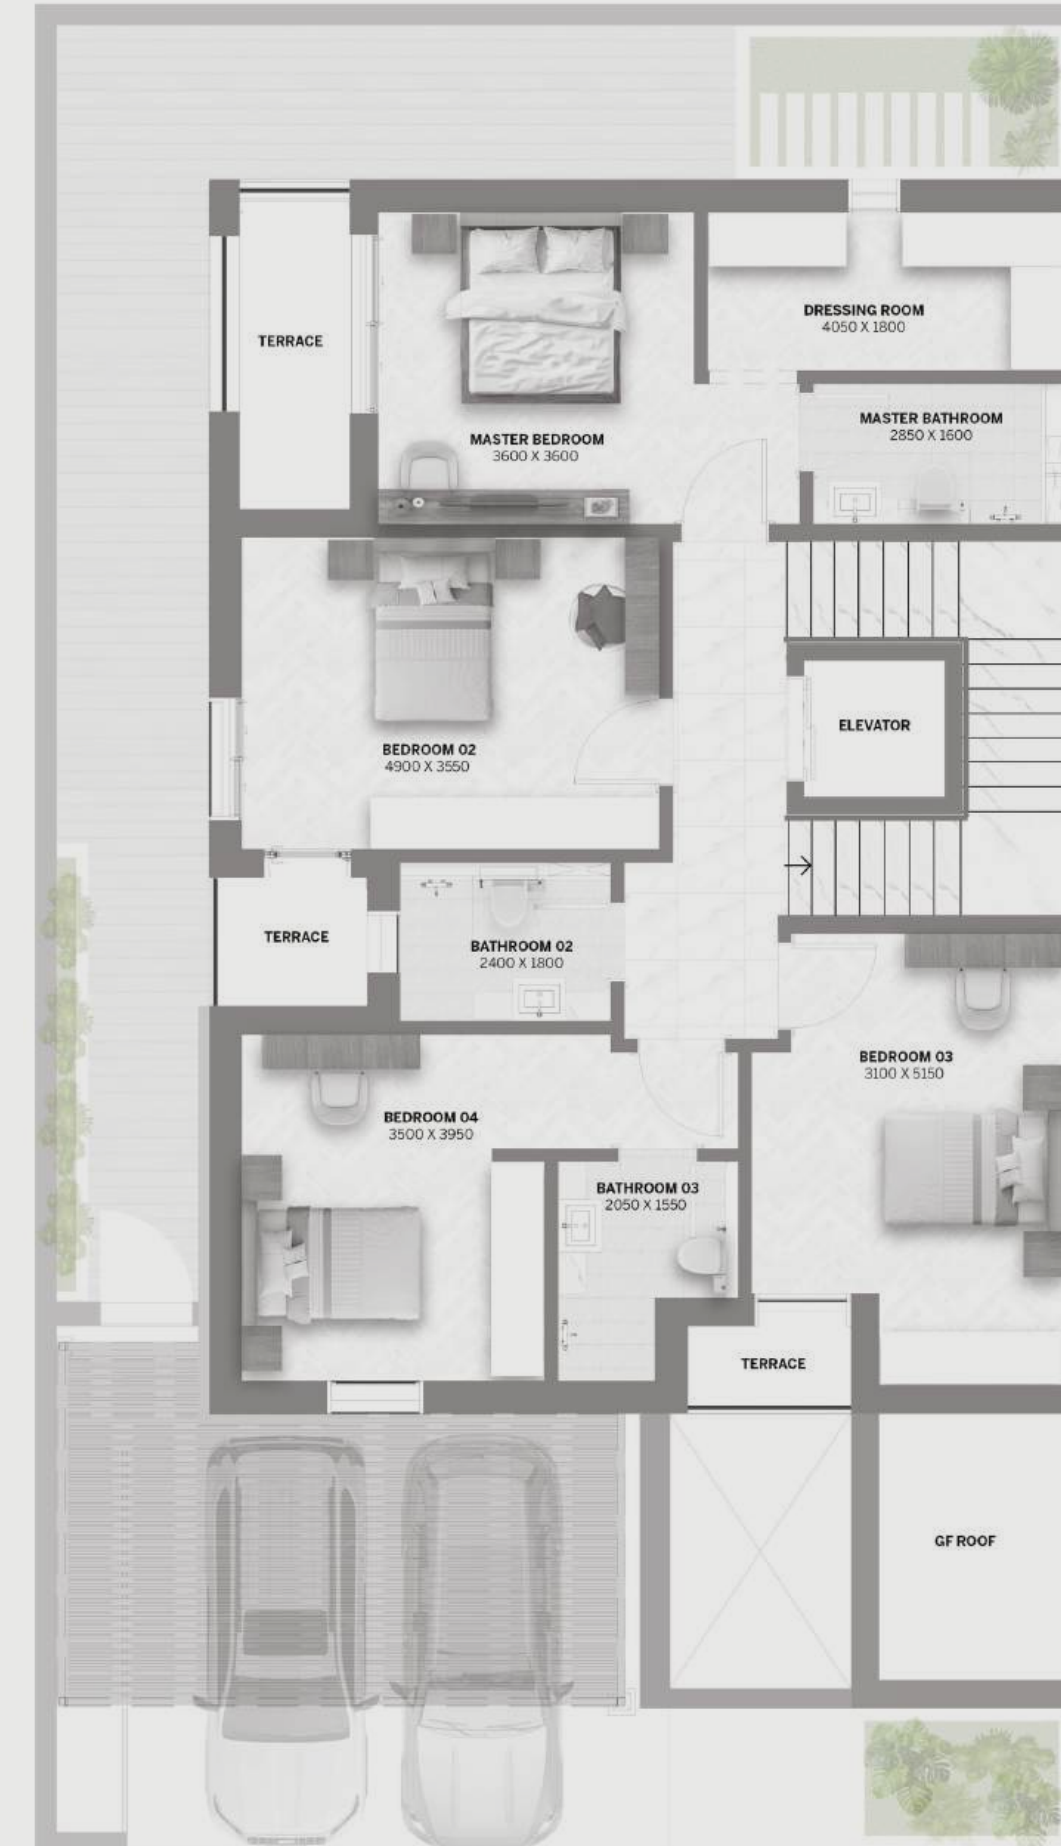 DRESSING ROOM
4050 X 1800
TERRACE
MASTER BEDROOM
3600 X 3600
MASTER BATHROOM
2850 X 1600
ELEVATOR
BEDROOM 02
4900 X 3550
TERRACE
BATHROOM 02
2400 X 1800
BEDROOM 03
3100 X 5150
BEDROOM 04
3500 X 3950
BATHROOM 03
2050 X 1550
TERRACE
GF ROOF